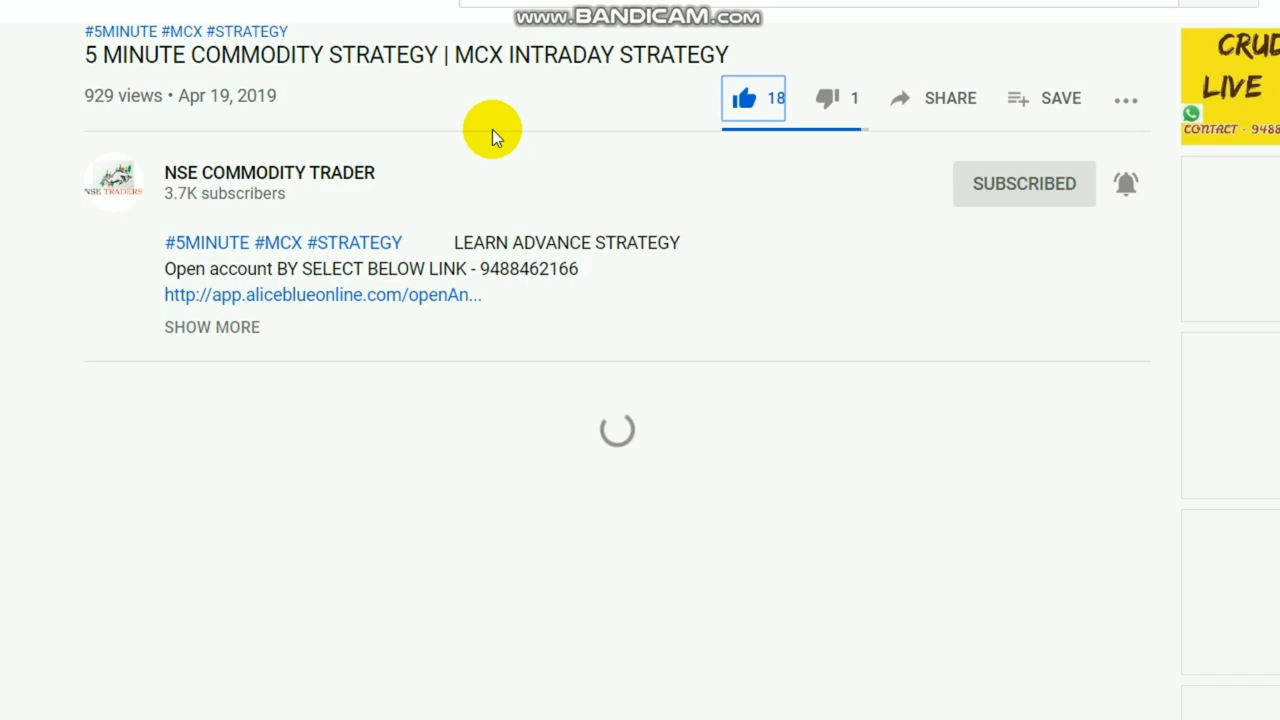 www.BANDICAM.com
#5MINUTE #MCX #STRATEGY
5 MINUTE COMMODITY STRATEGY | MCX INTRADAY STRATEGY
929 views • Apr 19, 2019
18
1
SHARE
SAVE
LIVE
CONTACT - 9488
NSE TRADERS
NSE COMMODITY TRADER
3.7K subscribers
SUBSCRIBED
#5MINUTE #MCX #STRATEGY LEARN ADVANCE STRATEGY
Open account BY SELECT BELOW LINK - 9488462166
http://app.aliceblueonline.com/openAn...
SHOW MORE